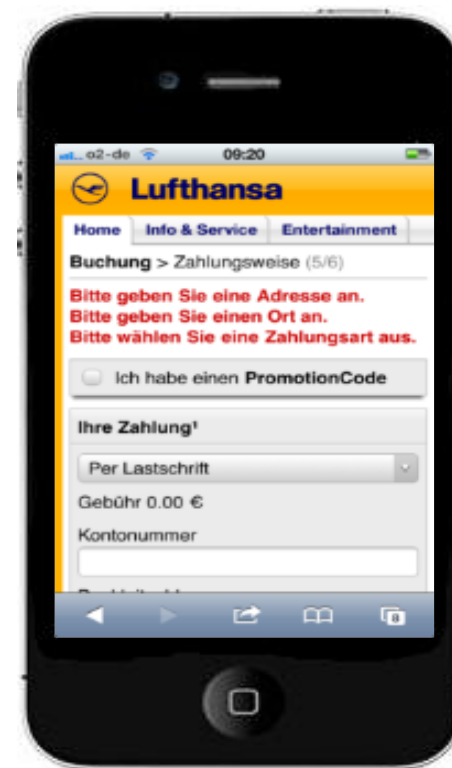 o2-de 09:20
Lufthansa
Home Info & Service Entertainment
Buchung > Zahlungsweise (5/6)
Bitte geben Sie eine Adresse an.
Bitte geben Sie einen Ort an.
Bitte wählen Sie eine Zahlungsart aus.
Ich habe einen PromotionCode
Ihre Zahlung¹
Per Lastschrift
Gebühr 0.00 €
Kontonummer
8